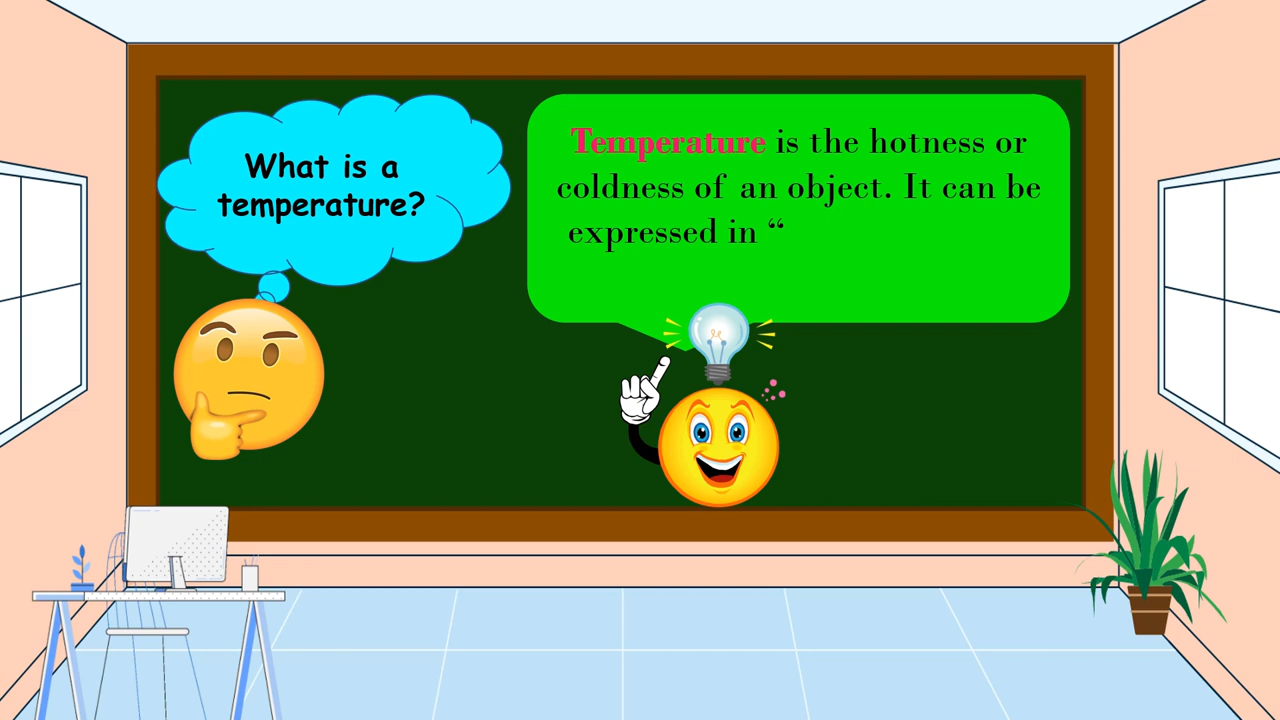 What is a
temperature?
Temperature is the hotness or
coldness of an object. It can be
expressed in “